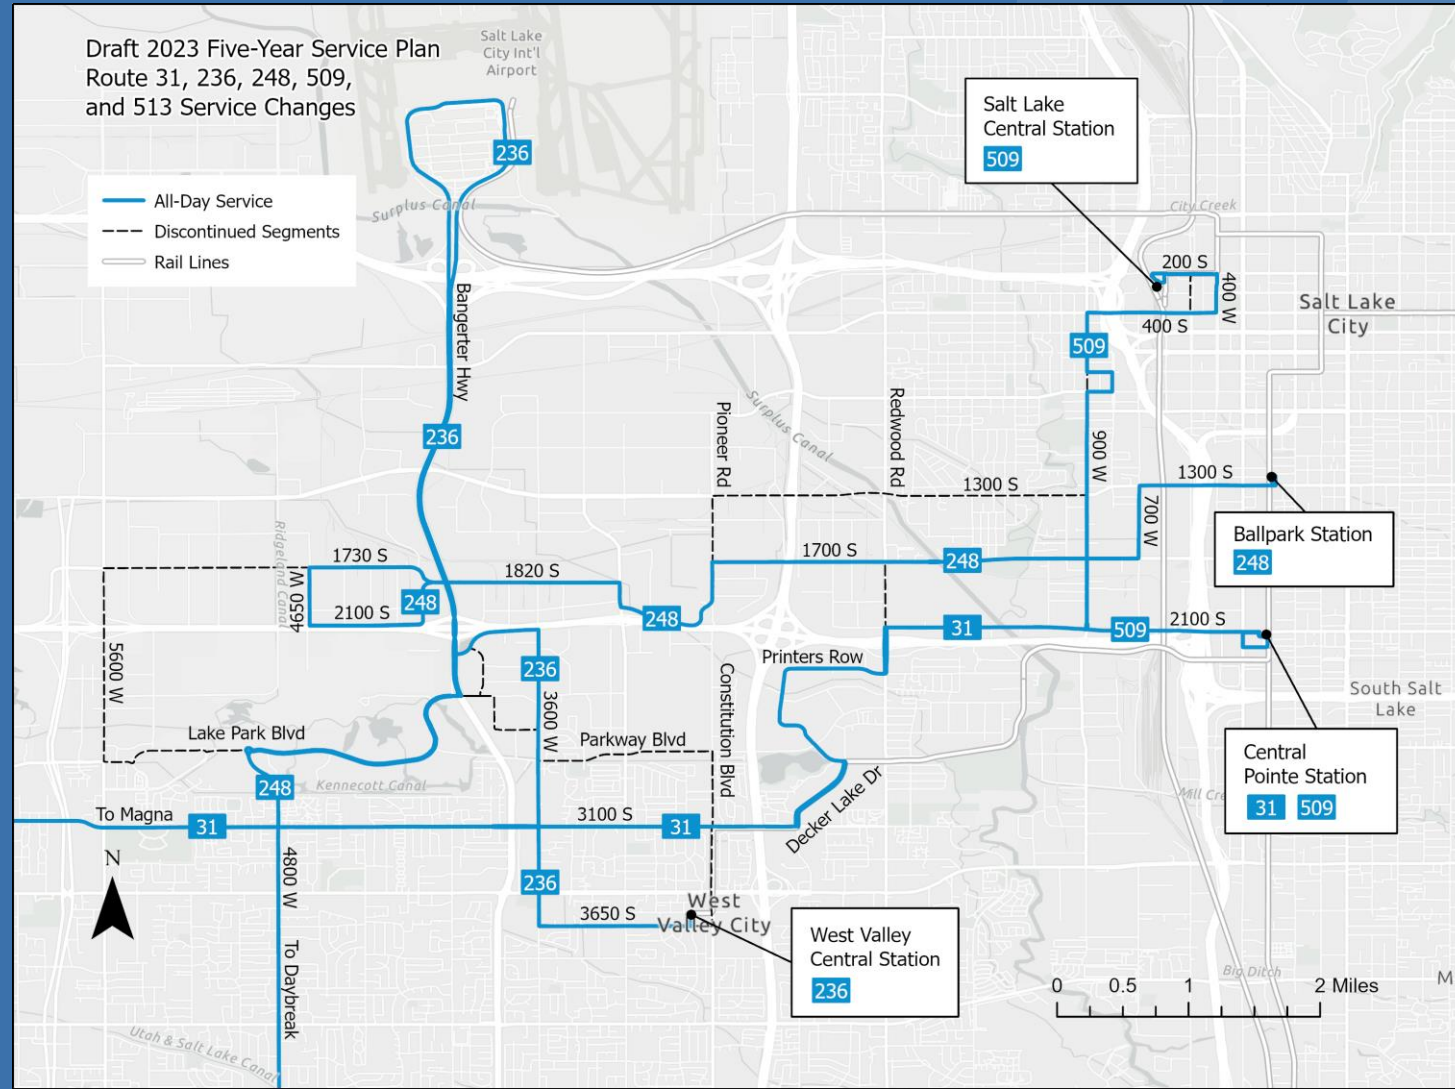 Draft 2023 Five-Year Service Plan
Route 31, 236, 248, 509,
and 513 Service Changes
Salt Lake
City Int'l
Airport
236
All-Day Service
Discontinued Segments
Rail Lines
Surplus Canal
Salt Lake
Central Station
509
City Creek
200 S
400 W
400 S
Salt Lake
City
509
Bangerter Hwy
236
Pioneer Rd
Surplus Canal
Redwood Rd
900 W
1300 S
1300 S
700 W
Ballpark Station
248
Ridgeland Canal
1730 S
4650 W
2100 S
248
1820 S
248
1700 S
248
31
509
2100 S
Printers Row
5600 W
236
3600 W
Constitution Blvd
South Salt
Lake
Lake Park Blvd
Parkway Blvd
Central
Pointe Station
31 509
248
Kennecott Canal
Decker Lake Dr
To Magna
31
3100 S
31
N
4800 W
236
3650 S
West
Valley City
West Valley
Central Station
236
To Daybreak
Big Ditch
M
0 0.5 1 2 Miles
Utah & Salt Lake Canal